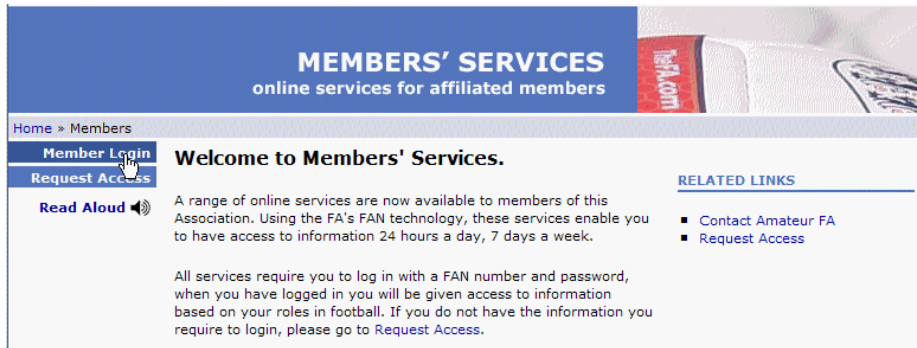 MEMBERS' SERVICES
online services for affiliated members
TheFA.com
Home » Members
Member Login
Request Access
Read Aloud
Welcome to Members' Services.
A range of online services are now available to members of this
Association. Using the FA's FAN technology, these services enable you
to have access to information 24 hours a day, 7 days a week.
All services require you to log in with a FAN number and password,
when you have logged in you will be given access to information
based on your roles in football. If you do not have the information you
require to login, please go to Request Access.
RELATED LINKS
Contact Amateur FA
Request Access